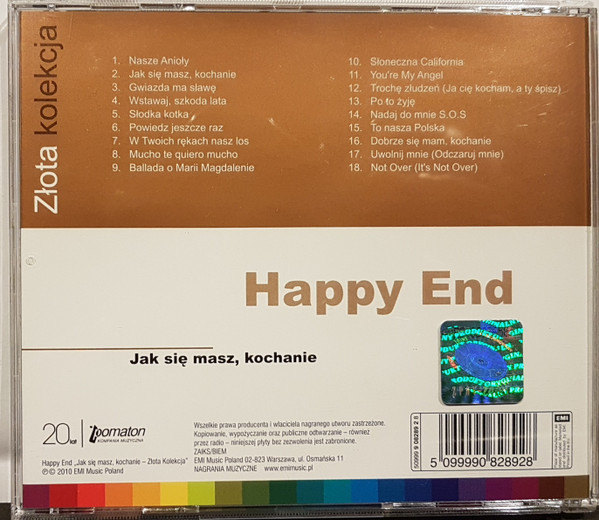 Złota kolekcja
1. Nasze Anioły
2. Jak się masz, kochanie
3. Gwiazda ma sławę
4. Wstawaj, szkoda lata
5. Słodka kotka
6. Powiedz jeszcze raz
7. W Twoich rękach nasz los
8. Mucho te quiero mucho
9. Ballada o Marii Magdalenie
10. Słoneczna California
11. You're My Angel
12. Trochę złudzeń (Ja cię kocham, a ty śpisz)
13. Po to żyję
14. Nadaj do mnie S.O.S
15. To nasza Polska
16. Dobrze się mam, kochanie
17. Uwolnij mnie (Odczaruj mnie)
18. Not Over (It's Not Over)
Happy End
Jak się masz, kochanie
20 lat
pomaton
KOMPANIA MUZYCZNA
Wszelkie prawa producenta i właściciela nagranego utworu zastrzeżone.
Kopiowanie, wypożyczanie oraz publiczne odtwarzanie – również
przez radio – niniejszej płyty bez zezwolenia jest zabronione.
ZAIKS/BIEM
EMI Music Poland 02-823 Warszawa, ul. Osmańska 11
NAGRANIA MUZYCZNE www.emimusic.pl
Happy End „Jak się masz, kochanie – Złota Kolekcja”
℗© 2010 EMI Music Poland
50999 9 08289 2 8
5 099990 828928
EMI